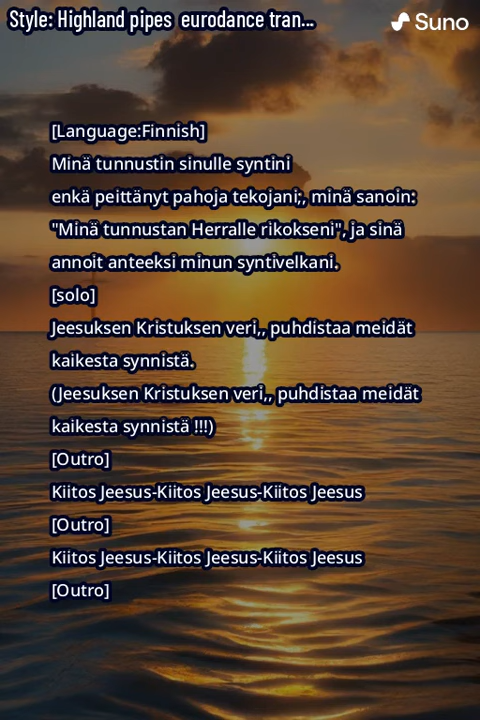 Style: Highland pipes eurodance tran...
Suno
[Language:Finnish]
Minä tunnustin sinulle syntini
enkä peittänyt pahoja tekojani;, minä sanoin:
"Minä tunnustan Herralle rikokseni", ja sinä
annoit anteeksi minun syntivelkani.
[solo]
Jeesuksen Kristuksen veri,, puhdistaa meidät
kaikesta synnistä.
(Jeesuksen Kristuksen veri,, puhdistaa meidät
kaikesta synnistä !!!)
[Outro]
Kiitos Jeesus-Kiitos Jeesus-Kiitos Jeesus
[Outro]
Kiitos Jeesus-Kiitos Jeesus-Kiitos Jeesus
[Outro]